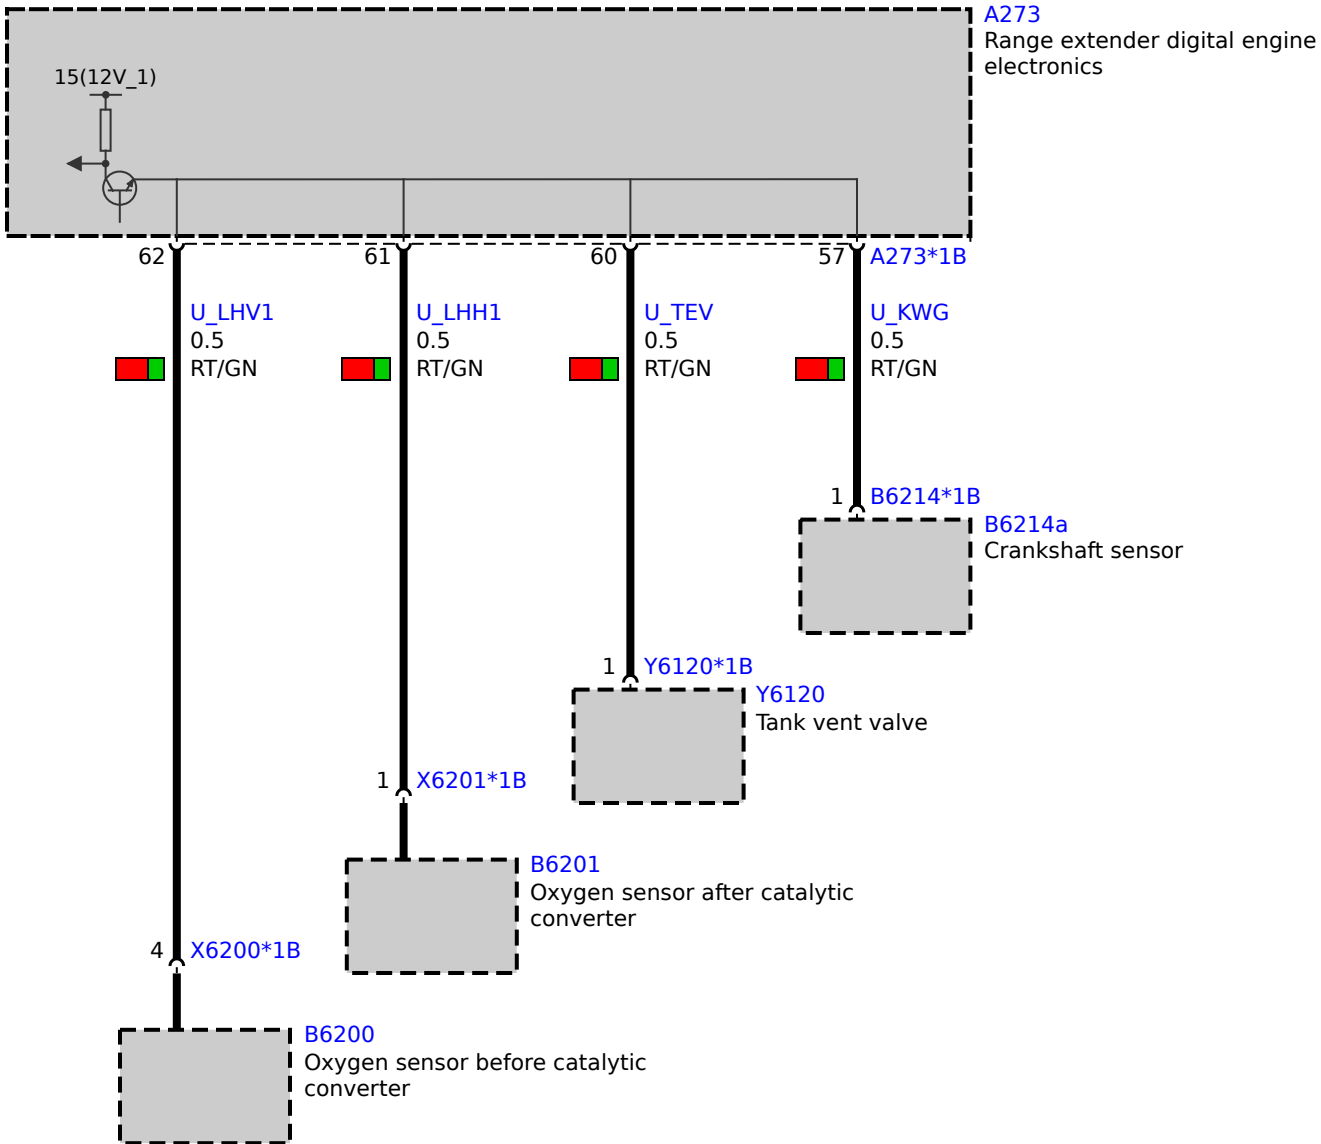 A273
Range extender digital engine
electronics
15(12V_1)
62
61
60
57
A273*1B
U_LHV1
0.5
RT/GN
U_LHH1
0.5
RT/GN
U_TEV
0.5
RT/GN
U_KWG
0.5
RT/GN
1
B6214*1B
B6214a
Crankshaft sensor
1
Y6120*1B
Y6120
Tank vent valve
1
X6201*1B
B6201
Oxygen sensor after catalytic
converter
4
X6200*1B
B6200
Oxygen sensor before catalytic
converter